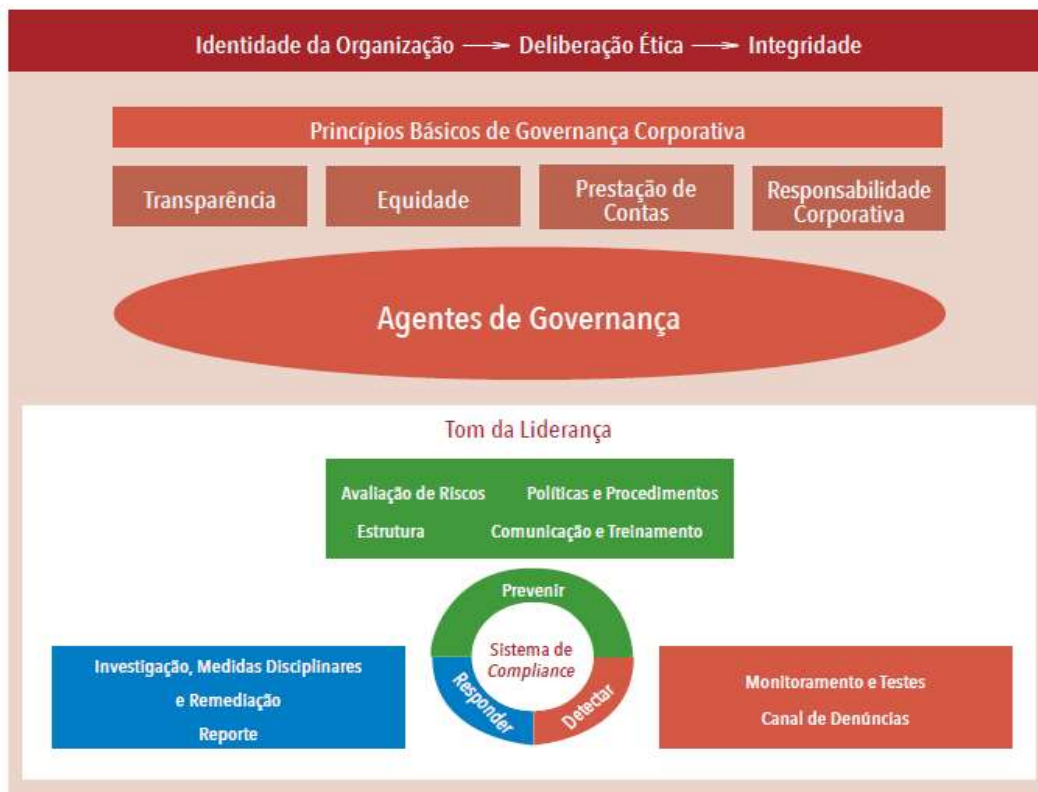 Identidade da Organização → Deliberação Ética → Integridade
Princípios Básicos de Governança Corporativa
Transparência
Equidade
Prestação de
Contas
Responsabilidade
Corporativa
Agentes de Governança
Tom da Liderança
Avaliação de Riscos Políticas e Procedimentos
Estrutura Comunicação e Treinamento
Prevenir
Sistema de
Compliance
Responder
Detectar
Investigação, Medidas Disciplinares
e Remediação
Reporte
Monitoramento e Testes
Canal de Denúncias